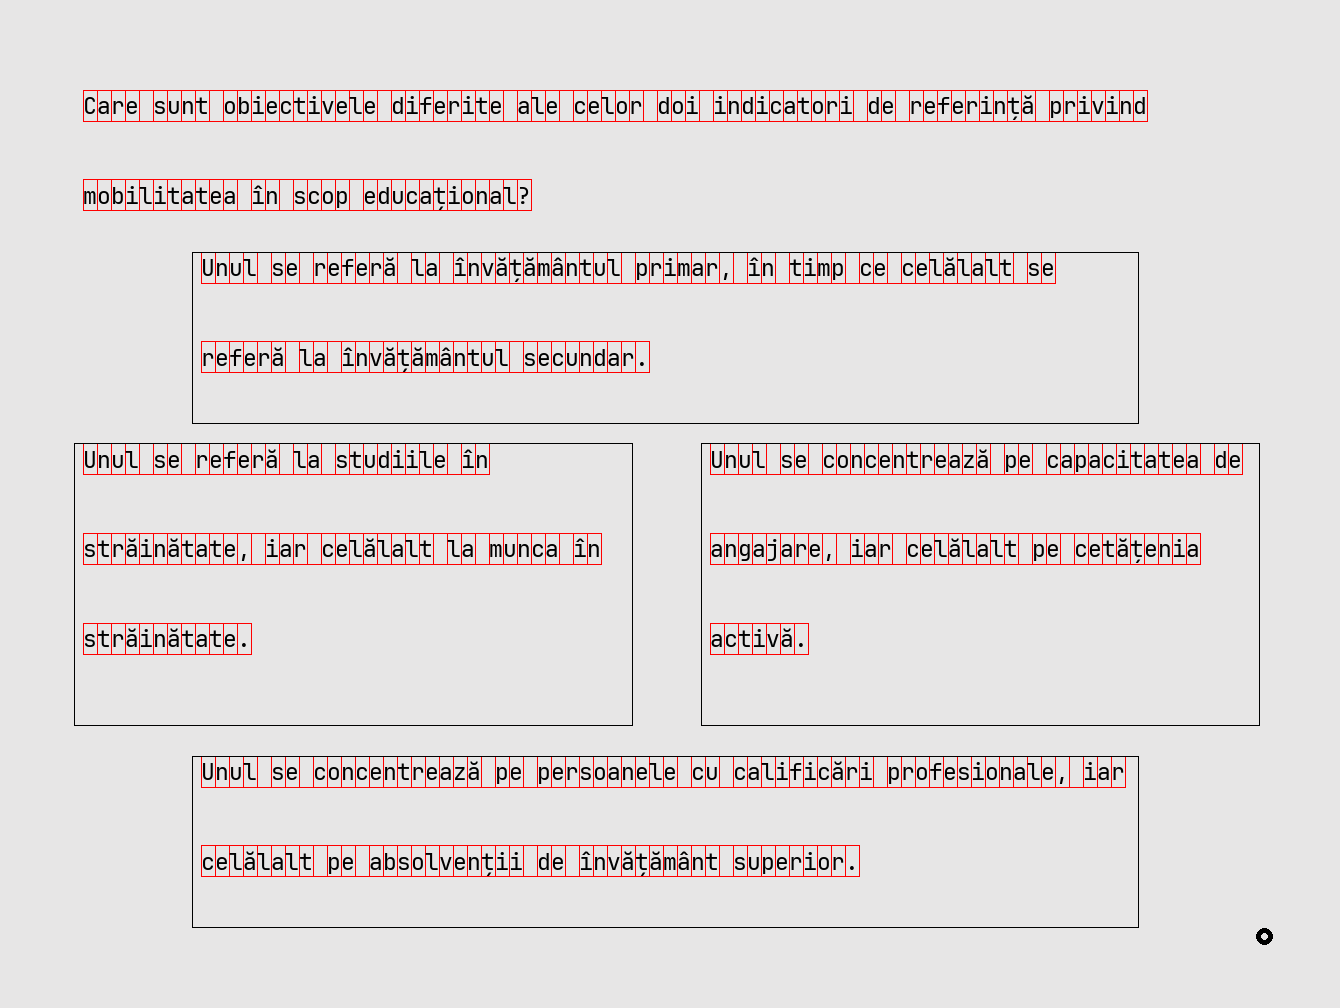 Care sunt obiectivele diferite ale celor doi indicatori de referință privind
mobilitatea în scop educațional?
Unul se referă la învățământul primar, în timp ce celălalt se
referă la învățământul secundar.
Unul se referă la studiile în
străinătate, iar celălalt la munca în
străinătate.
Unul se concentrează pe capacitatea de
angajare, iar celălalt pe cetățenia
activă.
Unul se concentrează pe persoanele cu calificări profesionale, iar
celălalt pe absolvenții de învățământ superior.